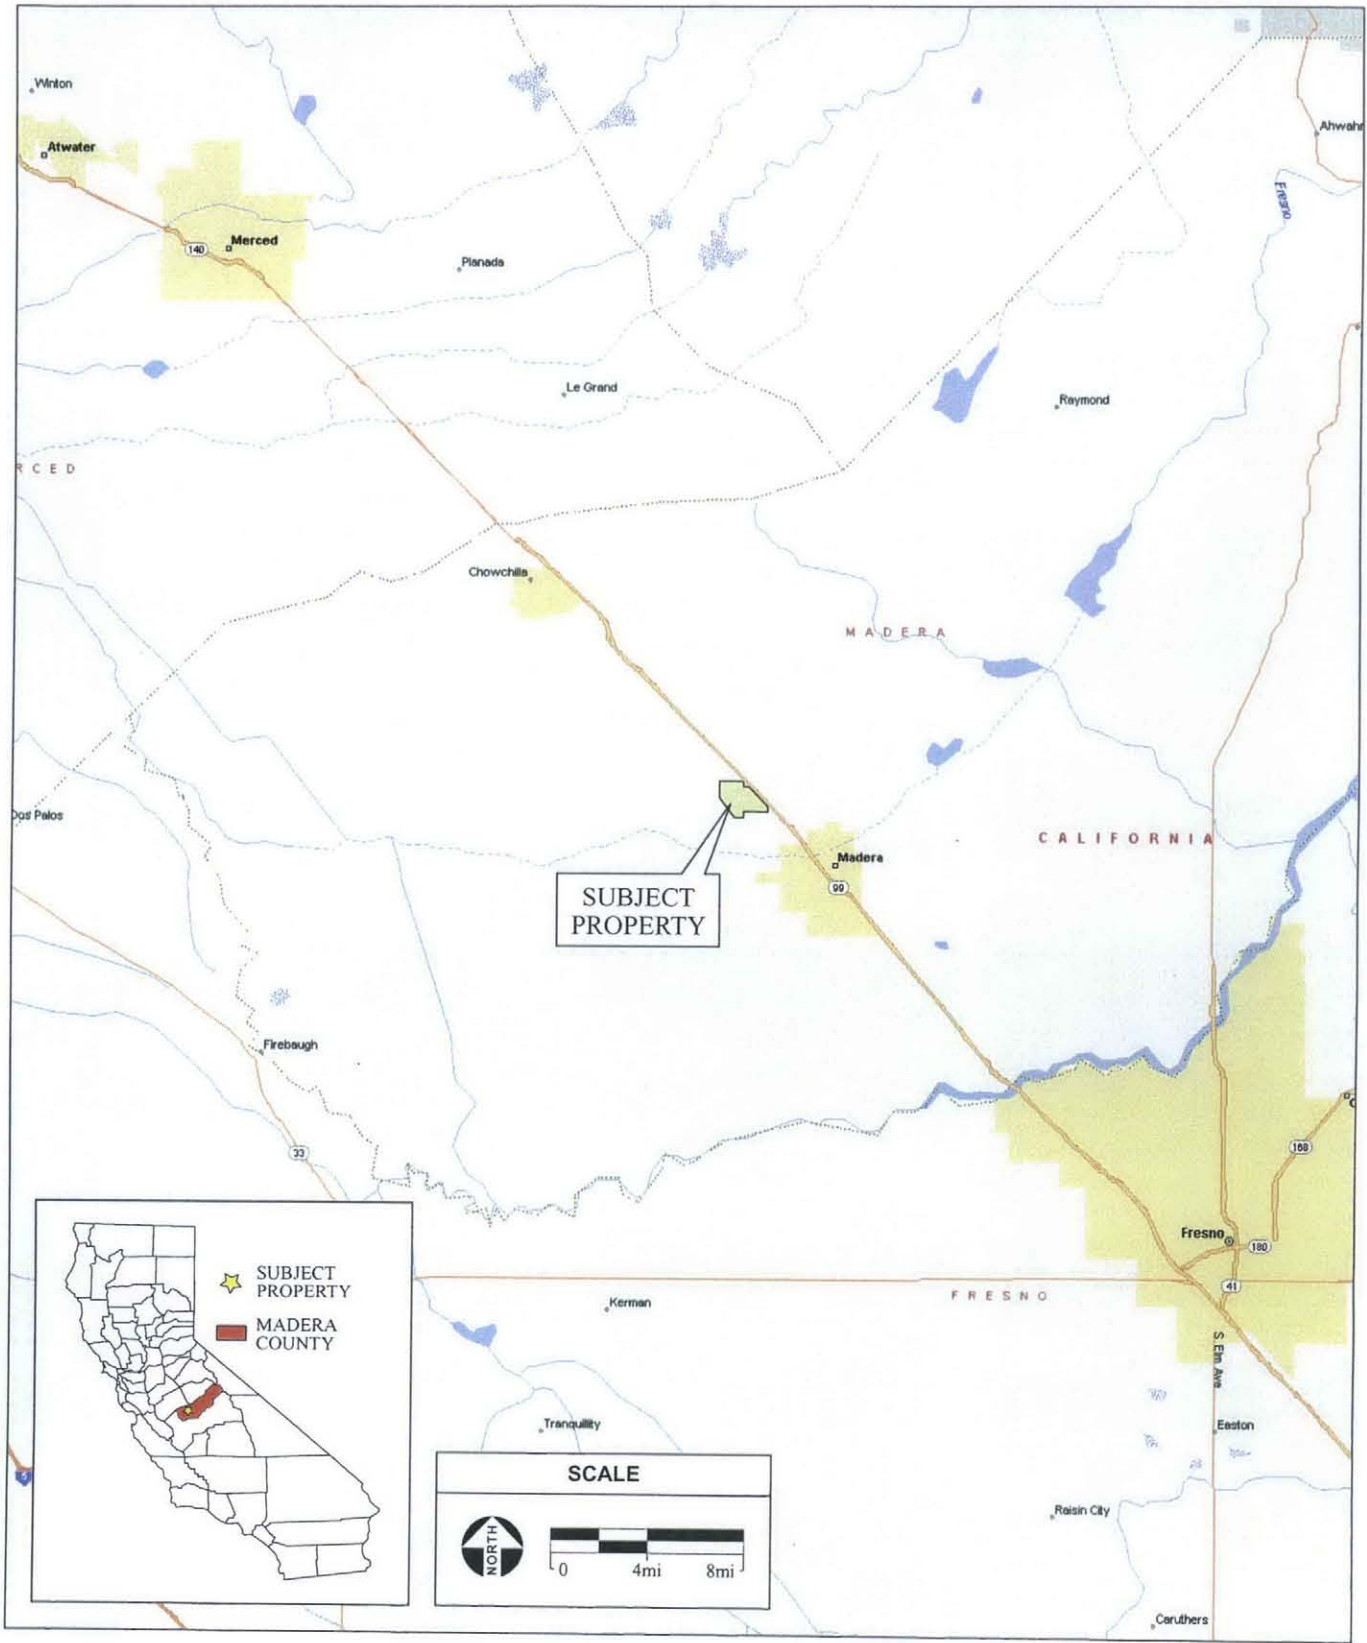 Winton
Atwater
Ahwahn
Fresno
140
Merced
Planada
Le Grand
Raymond
RCED
Chowchilla
MADERA
Dos Palos
CALIFORNIA
Madera
99
SUBJECT
PROPERTY
Firebaugh
33
168
Fresno
180
41
FRESNO
Kerman
S. Elm Ave
Easton
Tranquillity
Raisin City
Caruthers
SUBJECT
PROPERTY
MADERA
COUNTY
SCALE
NORTH
0 4mi 8mi